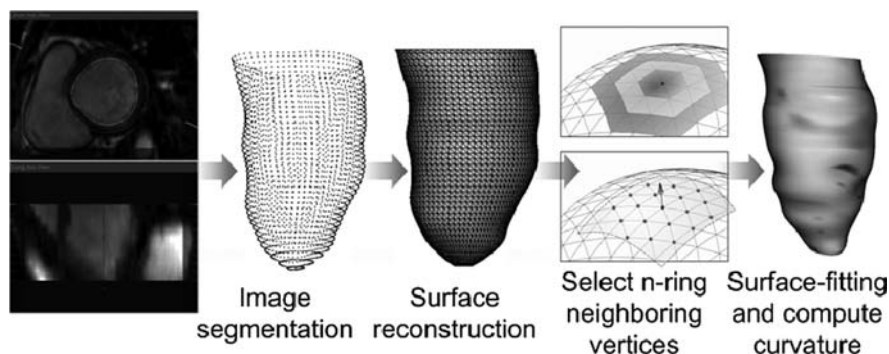 Image
segmentation
Surface
reconstruction
Select n-ring
neighboring
vertices
Surface-fitting
and compute
curvature